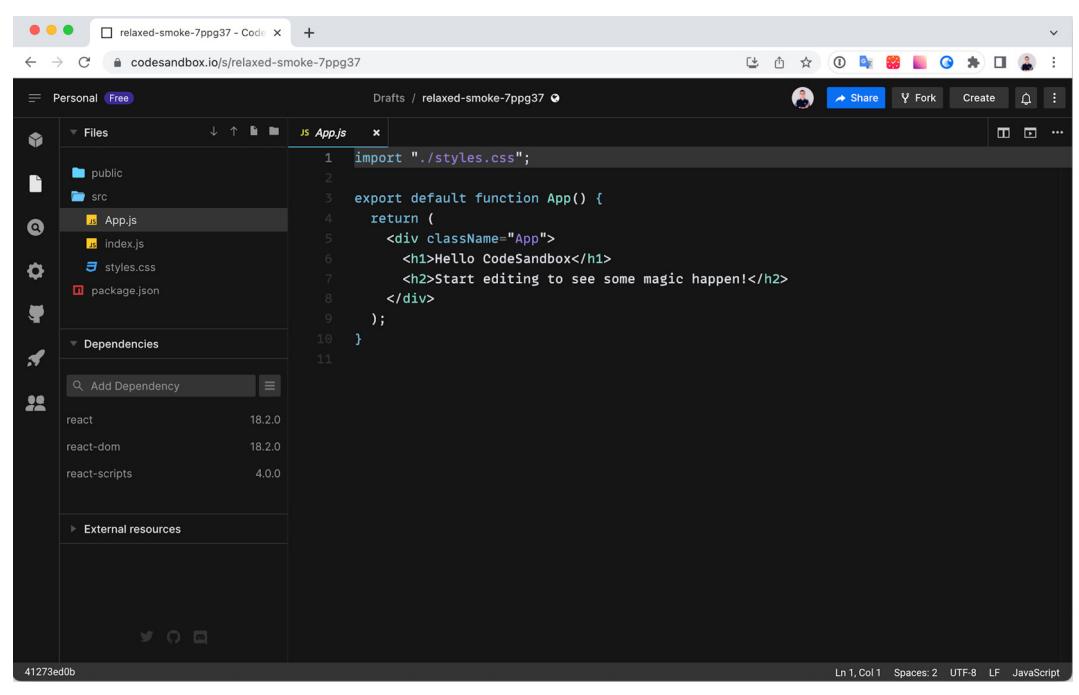 relaxed-smoke-7ppg37 - Code
codesandbox.io/s/relaxed-smoke-7ppg37
Personal Free
Drafts / relaxed-smoke-7ppg37
Share
Fork
Create
Files
public
src
JS App.js
JS index.js
styles.css
package.json
Dependencies
Add Dependency
react 18.2.0
react-dom 18.2.0
react-scripts 4.0.0
External resources
JS App.js
1 import "./styles.css";
2
3 export default function App() {
4 return (
5 <div className="App">
6 <h1>Hello CodeSandbox</h1>
7 <h2>Start editing to see some magic happen!</h2>
8 </div>
9 );
10 }
11
41273ed0b
Ln 1, Col 1 Spaces: 2 UTF-8 LF JavaScript